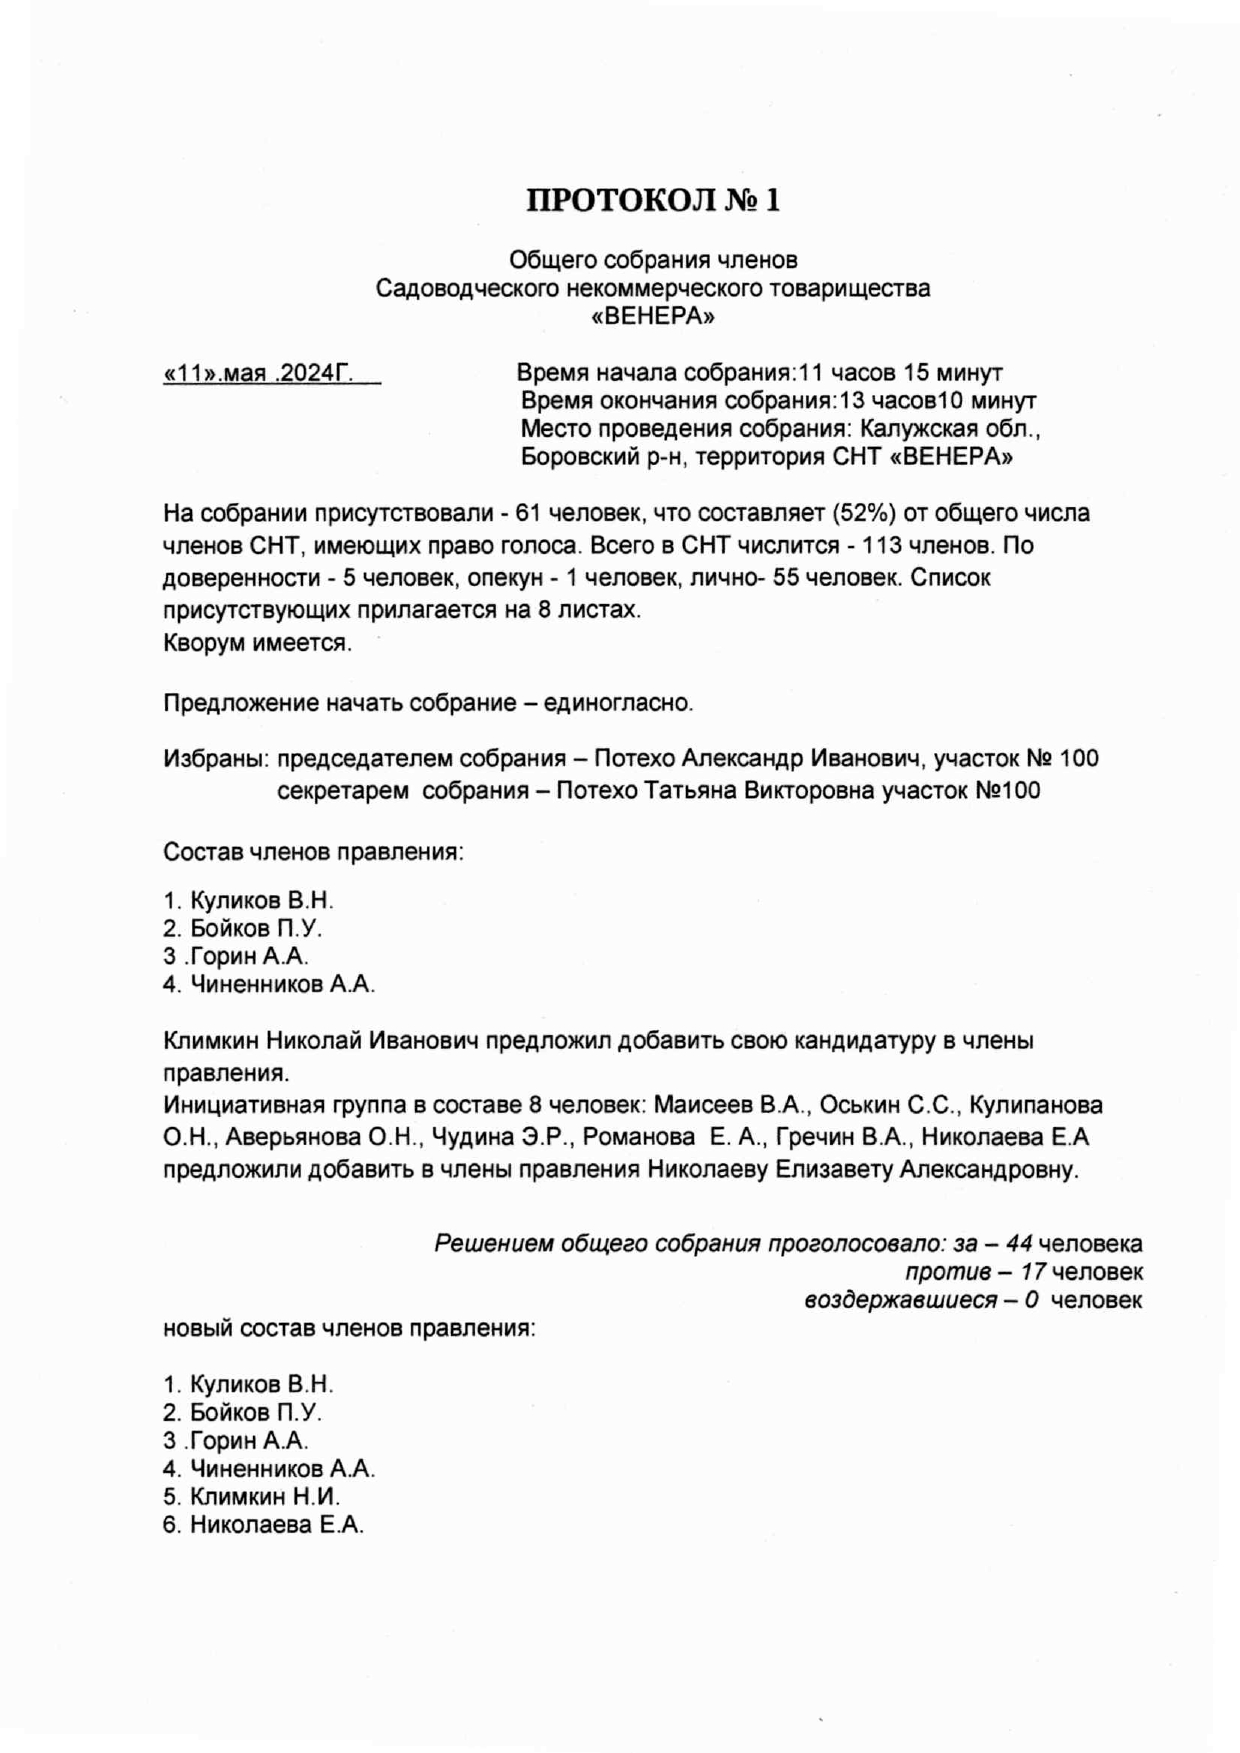 ПРОТОКОЛ № 1
Общего собрания членов
Садоводческого некоммерческого товарищества
«ВЕНЕРА»
«11».мая .2024Г.
Время начала собрания:11 часов 15 минут
Время окончания собрания:13 часов10 минут
Место проведения собрания: Калужская обл.,
Боровский р-н, территория СНТ «ВЕНЕРА»
На собрании присутствовали - 61 человек, что составляет (52%) от общего числа
членов СНТ, имеющих право голоса. Всего в СНТ числится - 113 членов. По
доверенности - 5 человек, опекун - 1 человек, лично- 55 человек. Список
присутствующих прилагается на 8 листах.
Кворум имеется.
Предложение начать собрание – единогласно.
Избраны: председателем собрания – Потехо Александр Иванович, участок № 100
секретарем собрания – Потехо Татьяна Викторовна участок №100
Состав членов правления:
1. Куликов В.Н.
2. Бойков П.У.
3 .Горин А.А.
4. Чиненников А.А.
Климкин Николай Иванович предложил добавить свою кандидатуру в члены
правления.
Инициативная группа в составе 8 человек: Маисеев В.А., Оськин С.С., Кулипанова
О.Н., Аверьянова О.Н., Чудина Э.Р., Романова Е. А., Гречин В.А., Николаева Е.А
предложили добавить в члены правления Николаеву Елизавету Александровну.
Решением общего собрания проголосовало: за – 44 человека
против – 17 человек
воздержавшиеся – 0 человек
новый состав членов правления:
1. Куликов В.Н.
2. Бойков П.У.
3 .Горин А.А.
4. Чиненников А.А.
5. Климкин Н.И.
6. Николаева Е.А.